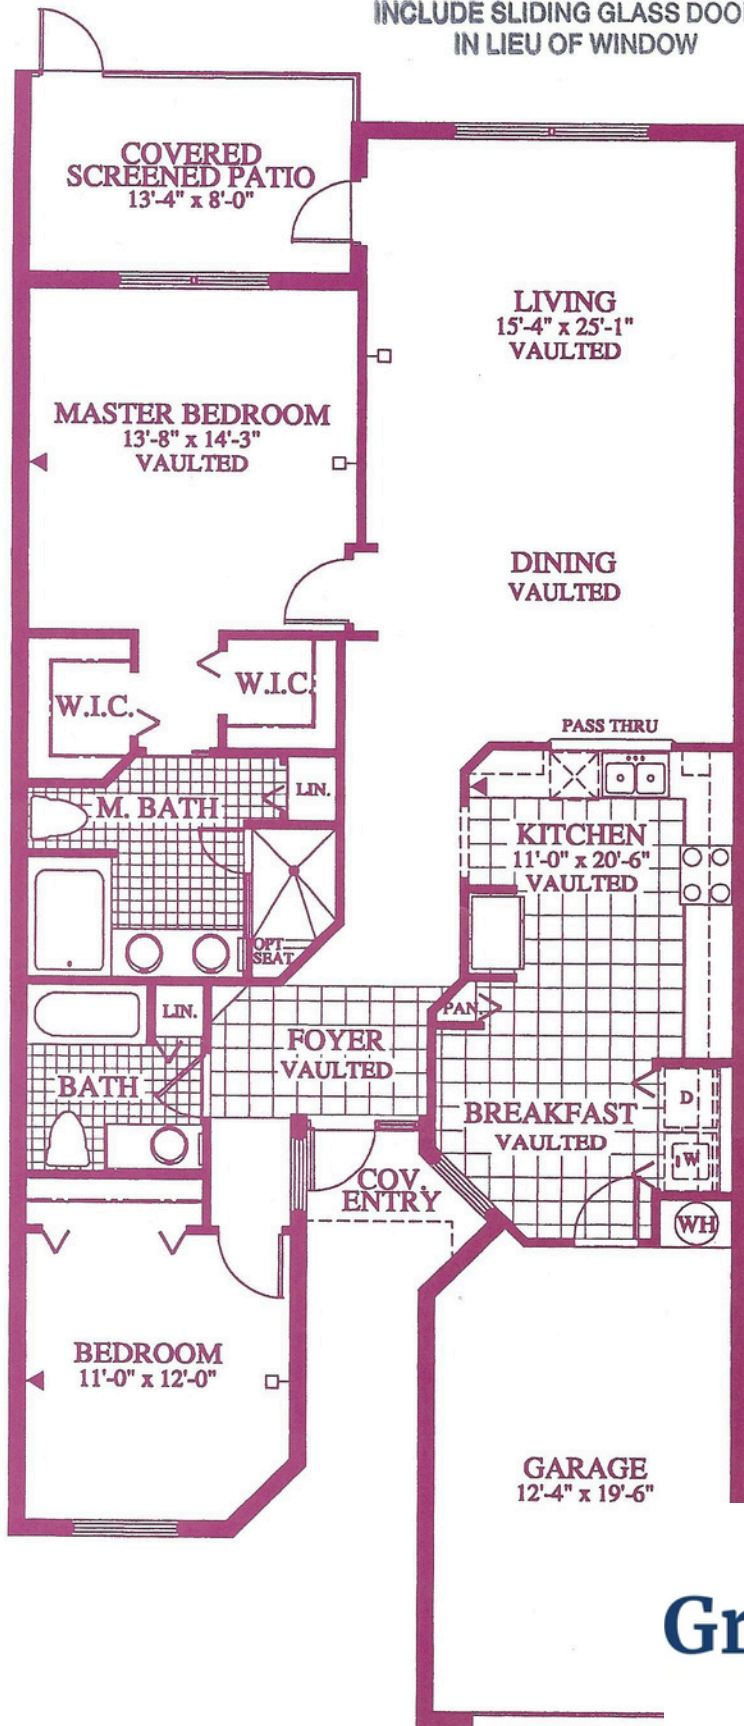 INCLUDE SLIDING GLASS DOO
IN LIEU OF WINDOW
COVERED
SCREENED PATIO
13'-4" x 8'-0"
LIVING
15'-4" x 25'-1"
VAULTED
MASTER BEDROOM
13'-8" x 14'-3"
VAULTED
DINING
VAULTED
W.I.C.
W.I.C.
PASS THRU
LIN.
M. BATH
KITCHEN
11'-0" x 20'-6"
VAULTED
OPT
SEAT
LIN.
PAN.
FOYER
VAULTED
BATH
D
BREAKFAST
VAULTED
W
COV.
ENTRY
WH
BEDROOM
11'-0" x 12'-0"
GARAGE
12'-4" x 19'-6"
Gr